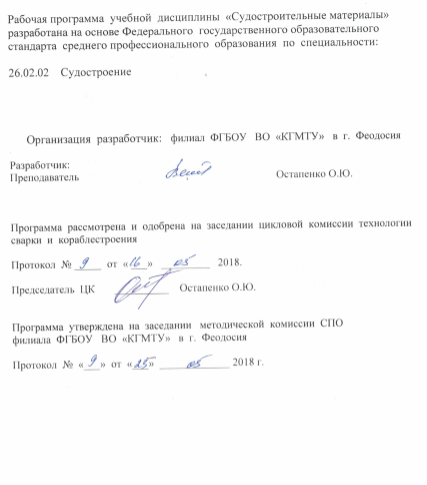 Рабочая программа учебной дисциплины «Судостроительные материалы»
разработана на основе Федерального государственного образовательного
стандарта среднего профессионального образования по специальности:
26.02.02 Судостроение
Организация разработчик: филиал ФГБОУ ВО «КГМТУ» в г. Феодосия
Разработчик:
Преподаватель Остапенко О.Ю.
Программа рассмотрена и одобрена на заседании цикловой комиссии технологии
сварки и кораблестроения
Протокол № 9 от «16» 05 2018.
Председатель ЦК Остапенко О.Ю.
Программа утверждена на заседании методической комиссии СПО
филиала ФГБОУ ВО «КГМТУ» в г. Феодосия
Протокол № «9» от «25» 05 2018 г.